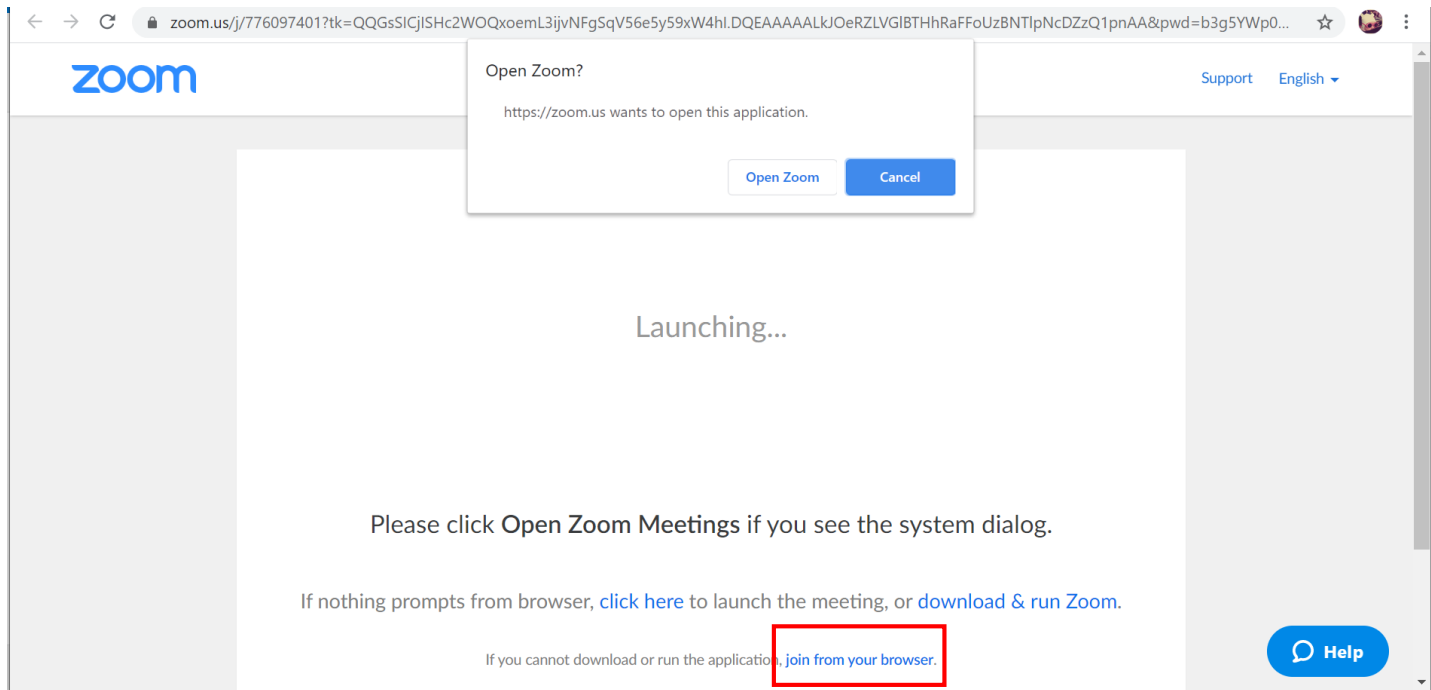 zoom.us/j/776097401?tk=QQGsSICjlSHc2WOQxoemL3ijvNFgSqV56e5y59xW4hI.DQEAAAAALkJOeRZLVGlBTHhRaFFoUzBNTlpNcDZzQ1pnAA&pwd=b3g5YWp0...
zoom
Support English
Open Zoom?
https://zoom.us wants to open this application.
Open Zoom Cancel
Launching...
Please click Open Zoom Meetings if you see the system dialog.
If nothing prompts from browser, click here to launch the meeting, or download & run Zoom.
If you cannot download or run the application, join from your browser.
Help